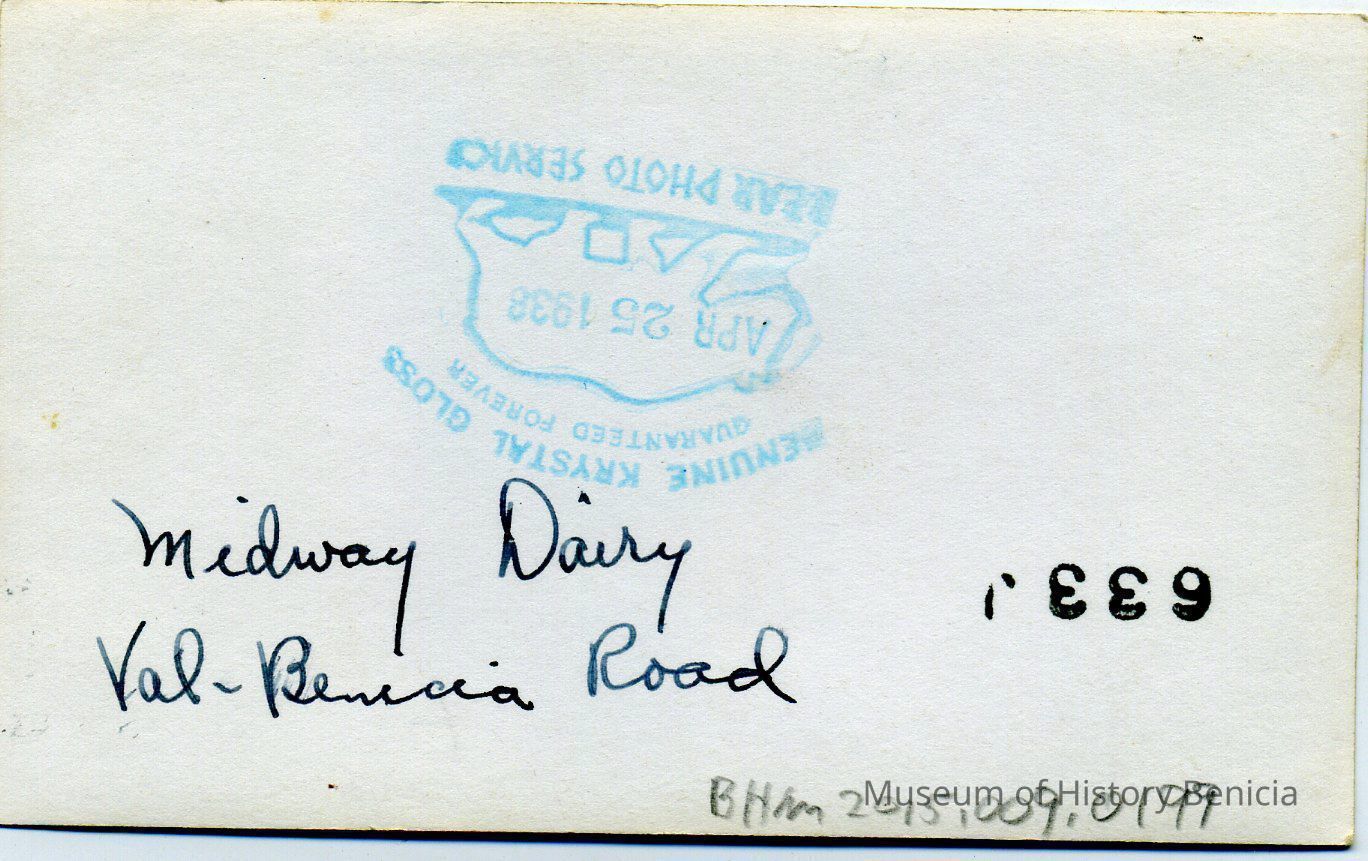 BEAR PHOTO SERVICE
APR 25 1938
GUARANTEED FOREVER
GENUINE KRYSTAL GLOSS
Midway Dairy
Val-Benicia Road
633
BHM
Museum of History Benicia